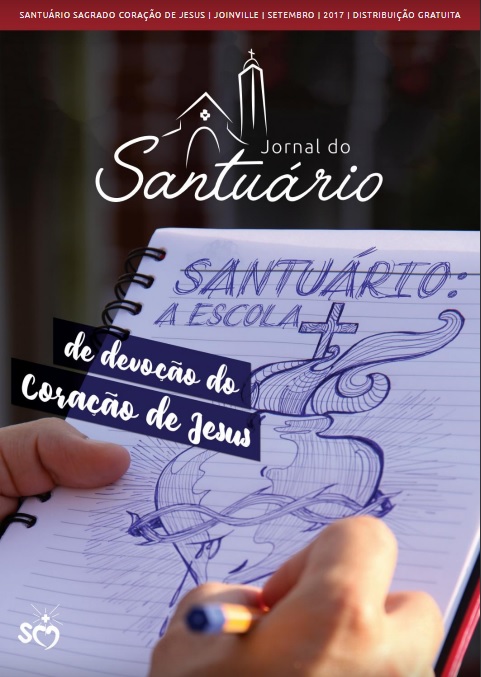 SANTUÁRIO SAGRADO CORAÇÃO DE JESUS | JOINVILLE | SETEMBRO | 2017 | DISTRIBUIÇÃO GRATUITA
Jornal do
Santuário
SANTUÁRIO:
A ESCOLA
de devoção do
Coração de Jesus